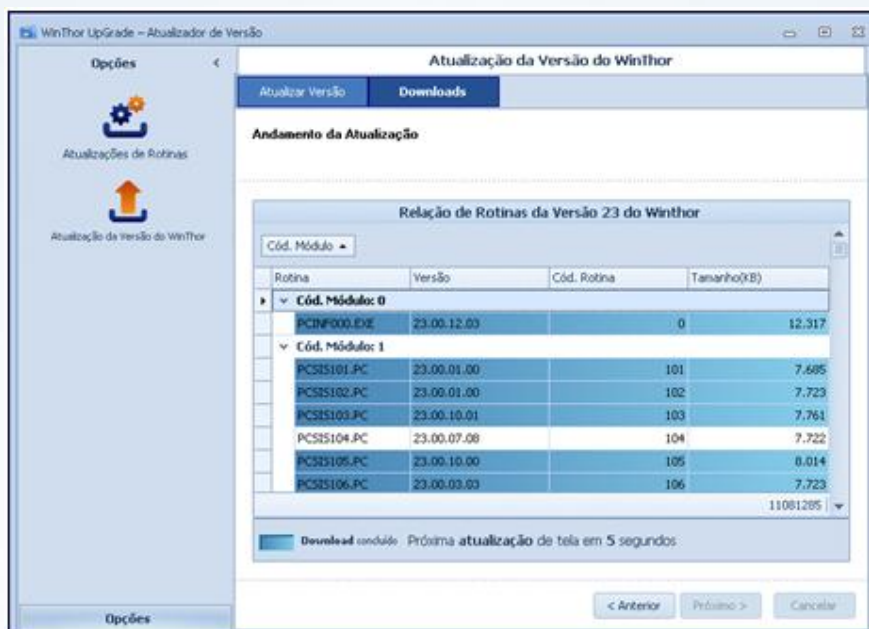 WinThor UpGrade - Atualizador de Versão
Opções
Atualizações de Rotinas
Atualização da Versão do WinThor
Opções
Atualização da Versão do WinThor
Atualizar Versão Downloads
Andamento da Atualização
Relação de Rotinas da Versão 23 do Winthor
Cód. Módulo
Rotina Versão Cód. Rotina Tamanho(KB)
Cód. Módulo: 0
PCINF000.EXE 23.00.12.03 0 12.317
Cód. Módulo: 1
PCSIS101.PC 23.00.01.00 101 7.685
PCSIS102.PC 23.00.01.00 102 7.723
PCSIS103.PC 23.00.10.01 103 7.761
PCSIS104.PC 23.00.07.08 104 7.722
PCSIS105.PC 23.00.10.00 105 8.014
PCSIS106.PC 23.00.03.03 106 7.723
11081285
Download concluído Próxima atualização de tela em 5 segundos
< Anterior Próximo > Cancelar